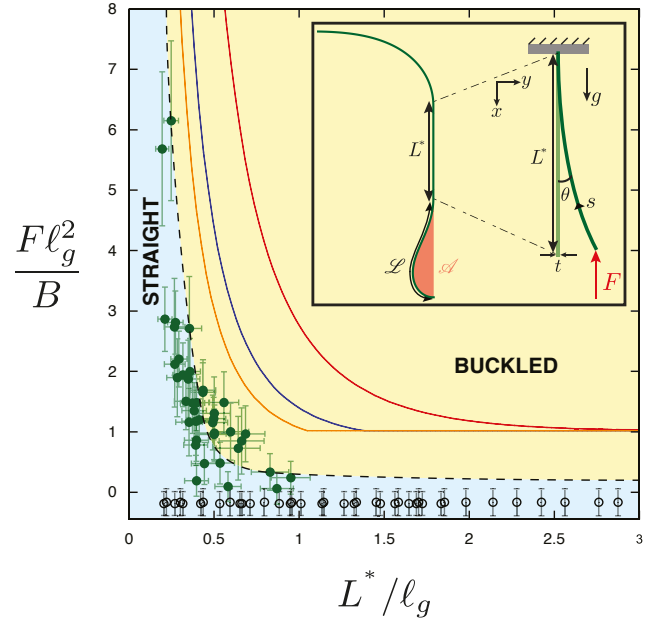 8
7
6
5
4
3
2
1
0
0
0.5
1
1.5
2
2.5
3
Fℓ_g^2
B
L^*/ℓ_g
STRAIGHT
BUCKLED
L^*
ℒ
𝒜
y
x
g
L^*
θ
s
t
F